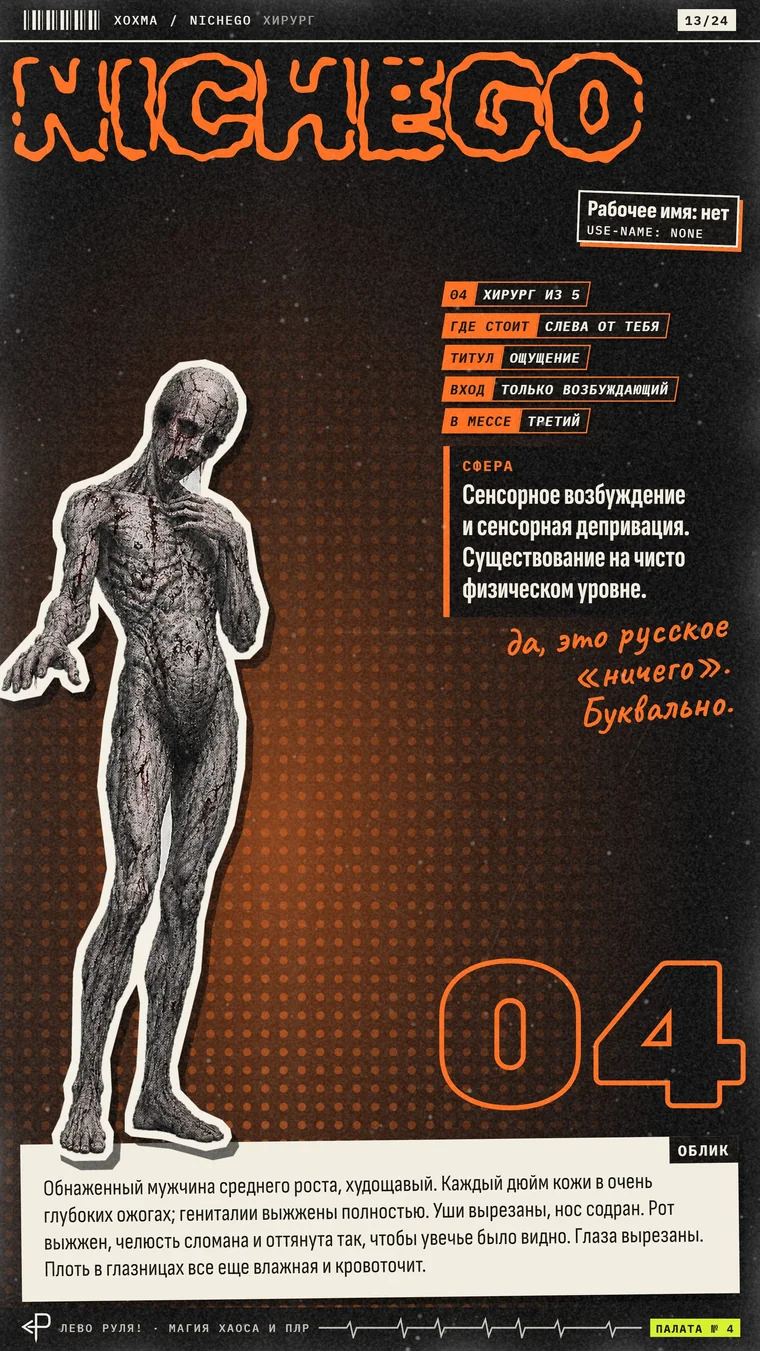 ХОХМА / NICHEGO ХИРУРГ
13/24
NICHEGO
Рабочее имя: нет
USE-NAME: NONE
04 ХИРУРГ ИЗ 5
ГДЕ СТОИТ СЛЕВА ОТ ТЕБЯ
ТИТУЛ ОЩУЩЕНИЕ
ВХОД ТОЛЬКО ВОЗБУЖДАЮЩИЙ
В МЕССЕ ТРЕТИЙ
СФЕРА
Сенсорное возбуждение
и сенсорная депривация.
Существование на чисто
физическом уровне.
да, это русское
«ничего».
Буквально.
04
ОБЛИК
Обнаженный мужчина среднего роста, худощавый. Каждый дюйм кожи в очень
глубоких ожогах; гениталии выжжены полностью. Уши вырезаны, нос содран. Рот
выжжен, челюсть сломана и оттянута так, чтобы увечье было видно. Глаза вырезаны.
Плоть в глазницах все еще влажная и кровоточит.
ЛЕВО РУЛЯ! · МАГИЯ ХАОСА И ПЛР
ПАЛАТА № 4